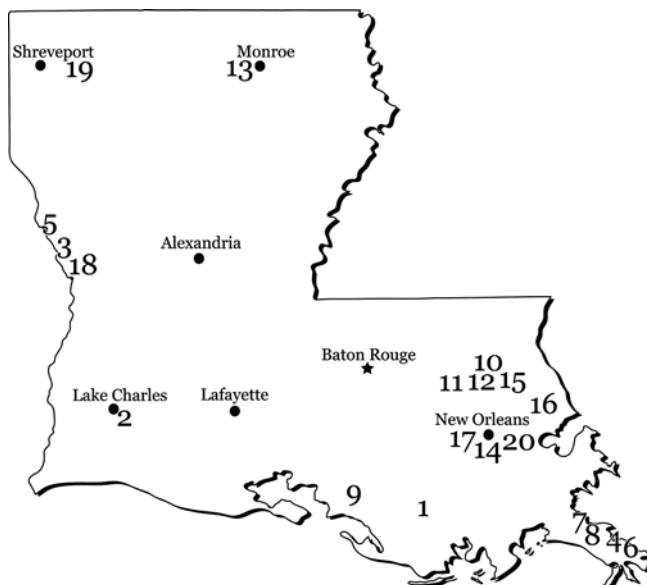 Shreveport
19
Monroe
13
5
3
18
Alexandria
Baton Rouge
10
11 12 15
16
Lake Charles
2
Lafayette
New Orleans
17 14 20
9
1
7 8 4 6